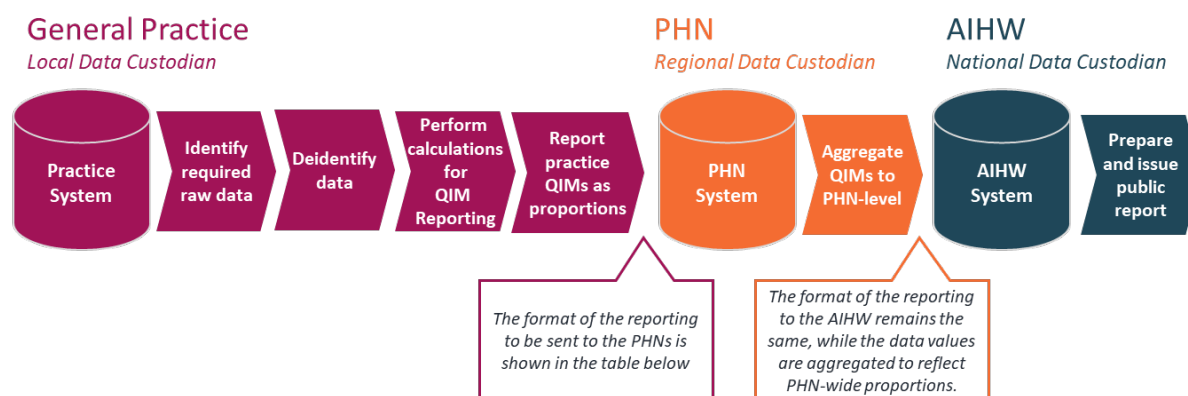 General Practice
Local Data Custodian
PHN
Regional Data Custodian
AIHW
National Data Custodian
Practice
System
Identify
required
raw data
Deidentify
data
Perform
calculations
for
QIM
Reporting
Report
practice
QIMs as
proportions
PHN
System
Aggregate
QIMs to
PHN-level
AIHW
System
Prepare
and issue
public
report
The format of the reporting
to be sent to the PHNs is
shown in the table below
The format of the reporting
to the AIHW remains the
same, while the data values
are aggregated to reflect
PHN-wide proportions.